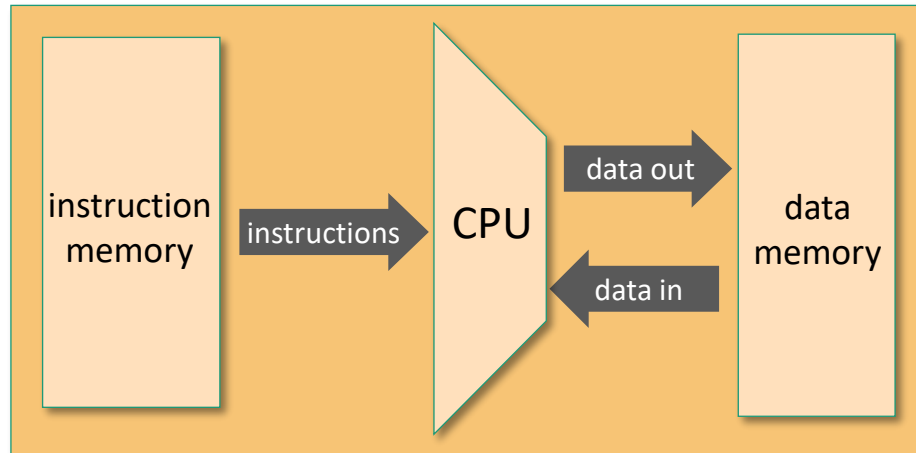 instruction
memory
instructions
CPU
data out
data in
data
memory